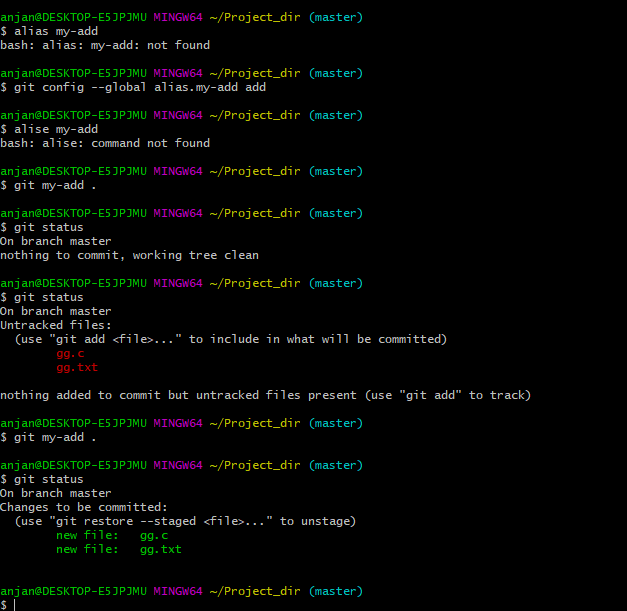 anjan@DESKTOP-E5JPJMU MINGW64 ~/Project_dir (master)
$ alias my-add
bash: alias: my-add: not found
anjan@DESKTOP-E5JPJMU MINGW64 ~/Project_dir (master)
$ git config --global alias.my-add add
anjan@DESKTOP-E5JPJMU MINGW64 ~/Project_dir (master)
$ alise my-add
bash: alise: command not found
anjan@DESKTOP-E5JPJMU MINGW64 ~/Project_dir (master)
$ git my-add .
anjan@DESKTOP-E5JPJMU MINGW64 ~/Project_dir (master)
$ git status
On branch master
nothing to commit, working tree clean
anjan@DESKTOP-E5JPJMU MINGW64 ~/Project_dir (master)
$ git status
On branch master
Untracked files:
  (use "git add <file>..." to include in what will be committed)
        gg.c
        gg.txt
nothing added to commit but untracked files present (use "git add" to track)
anjan@DESKTOP-E5JPJMU MINGW64 ~/Project_dir (master)
$ git my-add .
anjan@DESKTOP-E5JPJMU MINGW64 ~/Project_dir (master)
$ git status
On branch master
Changes to be committed:
  (use "git restore --staged <file>..." to unstage)
        new file:   gg.c
        new file:   gg.txt
anjan@DESKTOP-E5JPJMU MINGW64 ~/Project_dir (master)
$